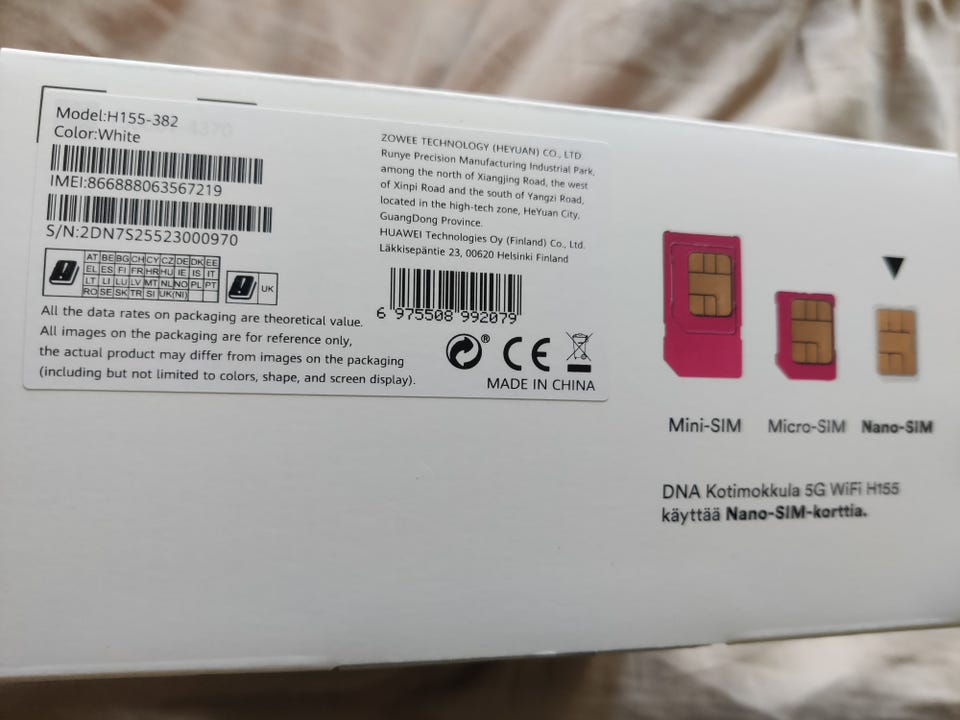 Model:H155-382
Color:White
IMEI:866888063567219
S/N:2DN7S25523000970
AT BE BG CH CY CZ DE DK EE
EL ES FI FR HR HU IE IS IT
LT LI LU LV MT NL NO PL PT
RO SE SK TR SI UK(NI)
UK
All the data rates on packaging are theoretical value.
All images on the packaging are for reference only,
the actual product may differ from images on the packaging
(including but not limited to colors, shape, and screen display).
ZOWEE TECHNOLOGY (HEYUAN) CO., LTD.
Runye Precision Manufacturing Industrial Park,
among the north of Xiangjing Road, the west
of Xinpi Road and the south of Yangzi Road,
located in the high-tech zone, HeYuan City,
GuangDong Province.
HUAWEI Technologies Oy (Finland) Co., Ltd.
Läkkisepäntie 23, 00620 Helsinki Finland
6 975508 992079
® CE
MADE IN CHINA
Mini-SIM Micro-SIM Nano-SIM
DNA Kotimokkula 5G WiFi H155
käyttää Nano-SIM-korttia.